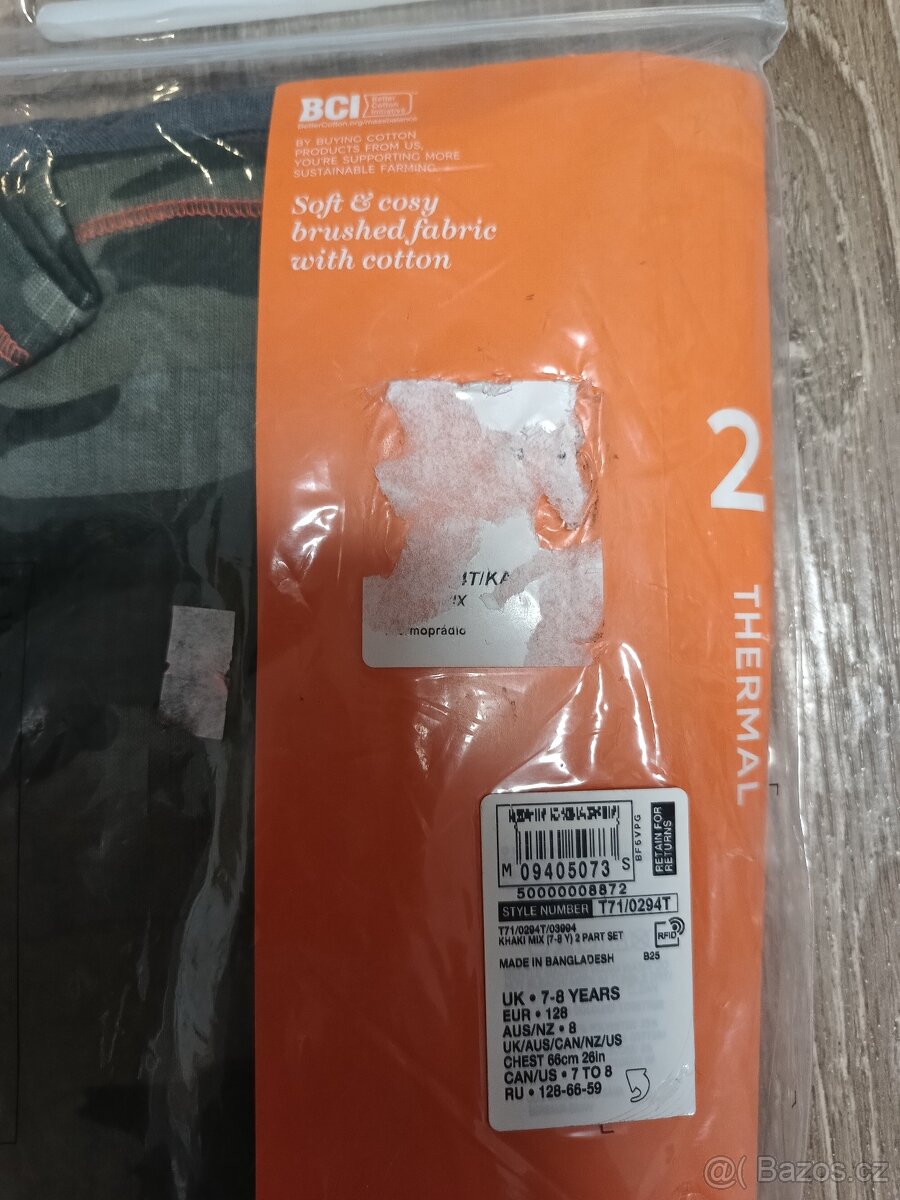 BCI Better Cotton Initiative
BetterCotton.org/massbalance
BY BUYING COTTON
PRODUCTS FROM US,
YOU'RE SUPPORTING MORE
SUSTAINABLE FARMING.
Soft & cosy
brushed fabric
with cotton
2
THERMAL
IT/KA
IX
moprádlo
M 09405073 S
50000008872
BF6VPG
RETAIN FOR
RETURNS
STYLE NUMBER T71/0294T
T71/0294T/03994
KHAKI MIX (7-8 Y) 2 PART SET
RFID
MADE IN BANGLADESH B25
UK • 7-8 YEARS
EUR • 128
AUS/NZ • 8
UK/AUS/CAN/NZ/US
CHEST 66cm 26in
CAN/US • 7 TO 8
RU • 128-66-59
@ Bazos.cz